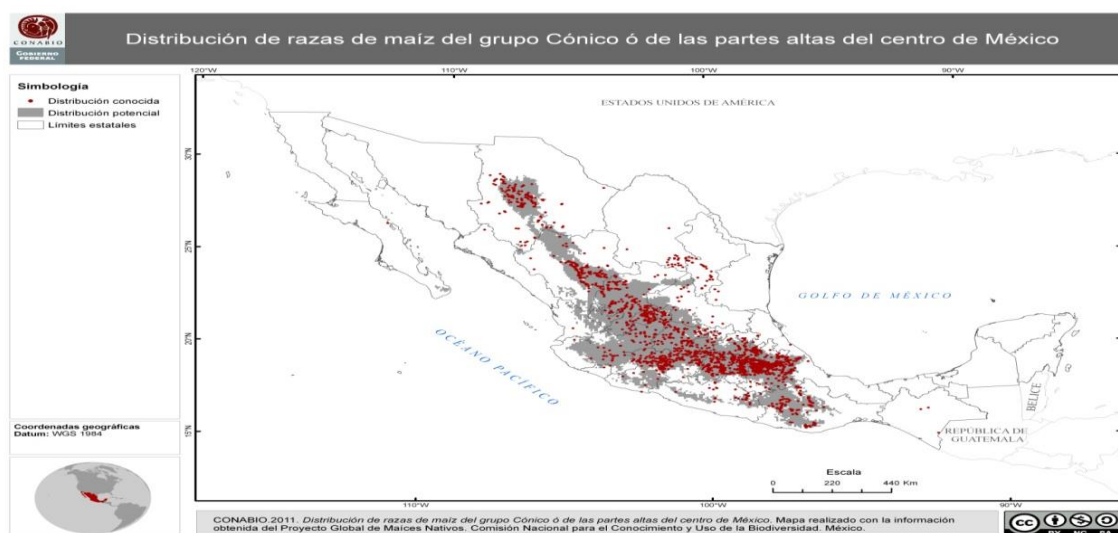 CONABIO
GOBIERNO
FEDERAL
Distribución de razas de maíz del grupo Cónico ó de las partes altas del centro de México
Simbología
Distribución conocida
Distribución potencial
Límites estatales
120°W
110°W
100°W
90°W
ESTADOS UNIDOS DE AMÉRICA
30°N
25°N
20°N
15°N
GOLFO DE MÉXICO
OCÉANO PACÍFICO
BELICE
REPÚBLICA DE
GUATEMALA
Coordenadas geográficas
Datum: WGS 1984
Escala
0 220 440 Km
110°W
100°W
90°W
CONABIO.2011. Distribución de razas de maíz del grupo Cónico ó de las partes altas del centro de México. Mapa realizado con la información
obtenida del Proyecto Global de Maíces Nativos. Comisión Nacional para el Conocimiento y Uso de la Biodiversidad. México.
cc
BY NC SA